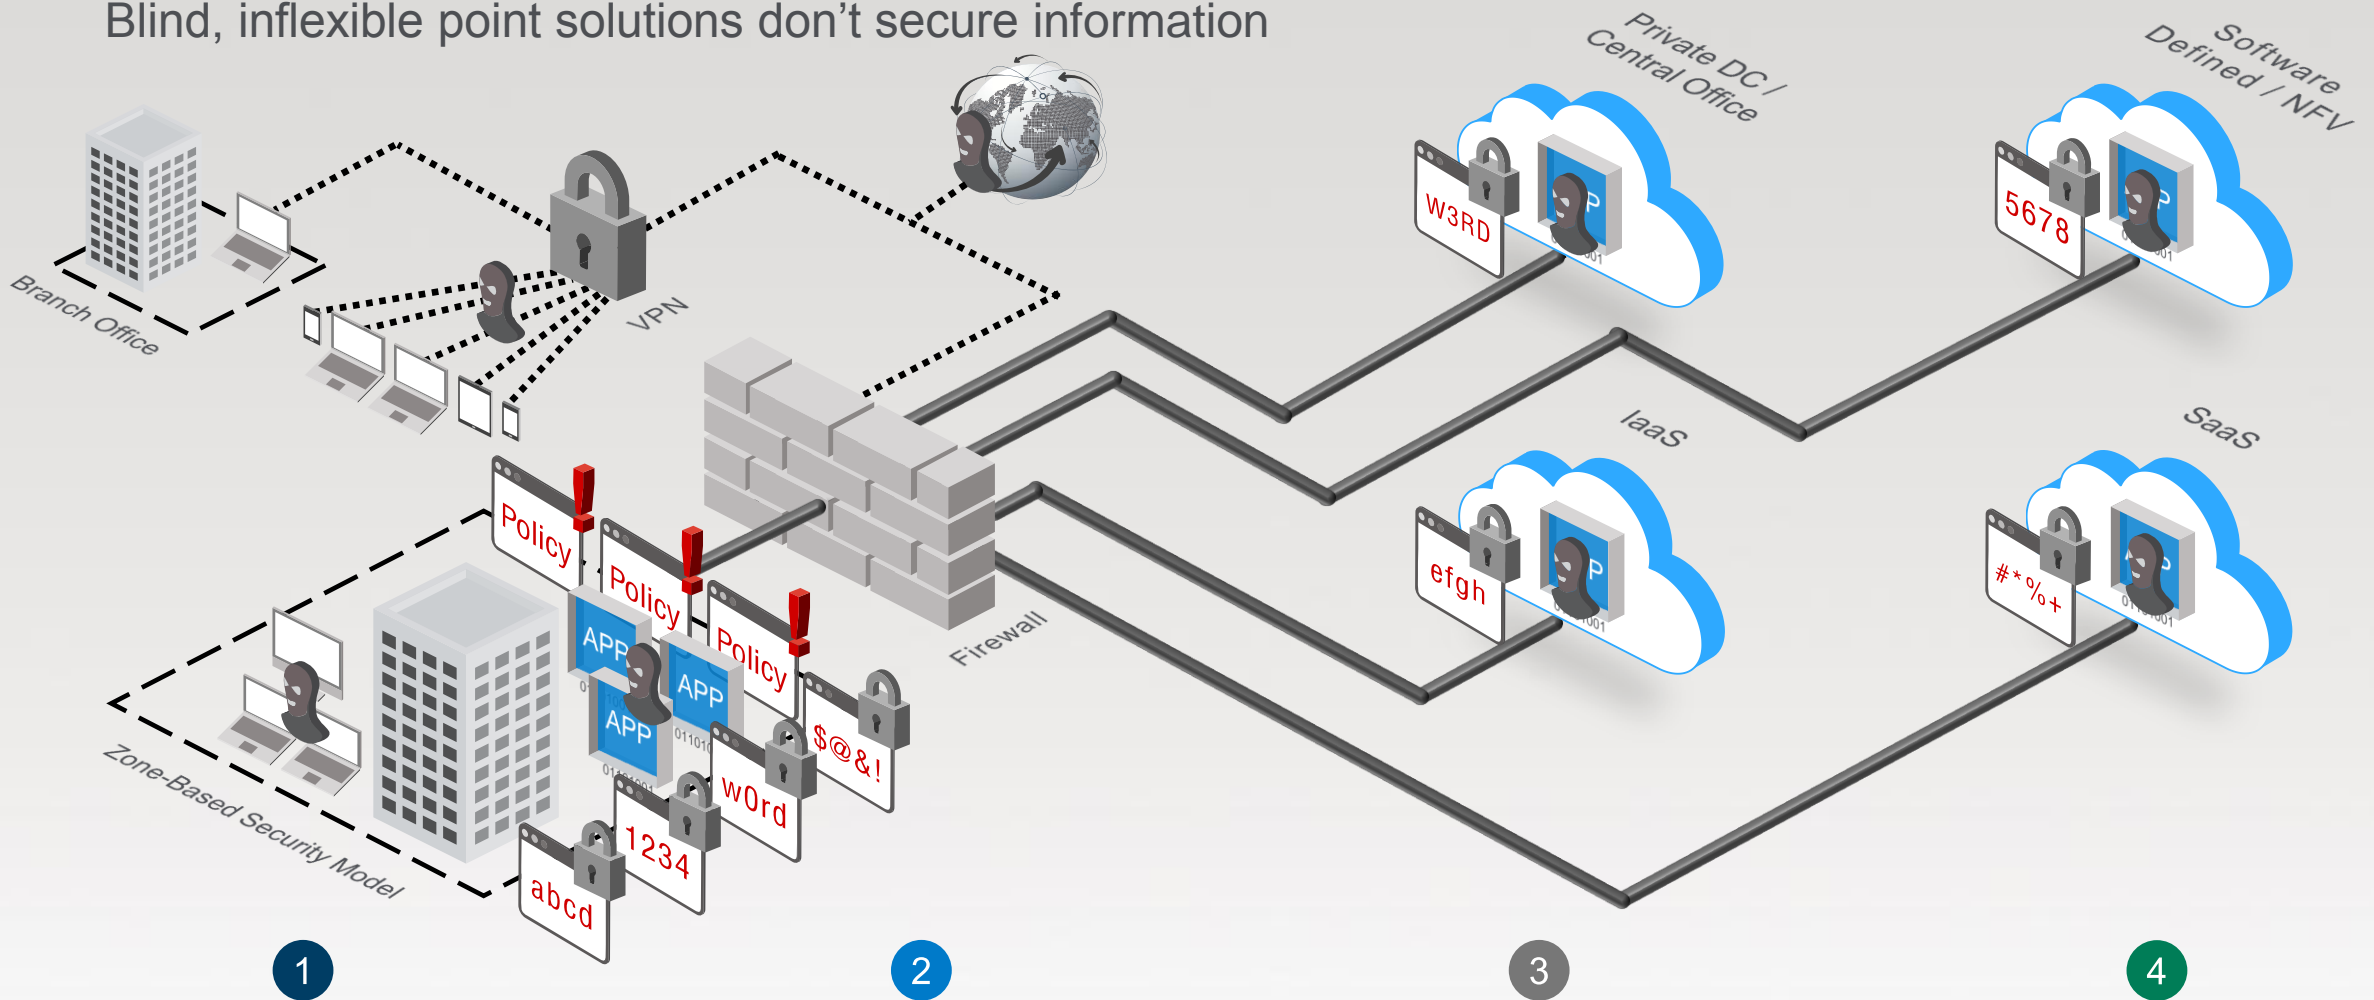 Blind, inflexible point solutions don't secure information
Private DC /
Central Office
Software
Defined / NFV
W3RD
5678
Branch Office
VPN
IaaS
SaaS
Policy
Policy
Policy
efgh
#*%+
Firewall
APP
APP
APP
$@&!
w0rd
1234
abcd
Zone-Based Security Model
1
2
3
4